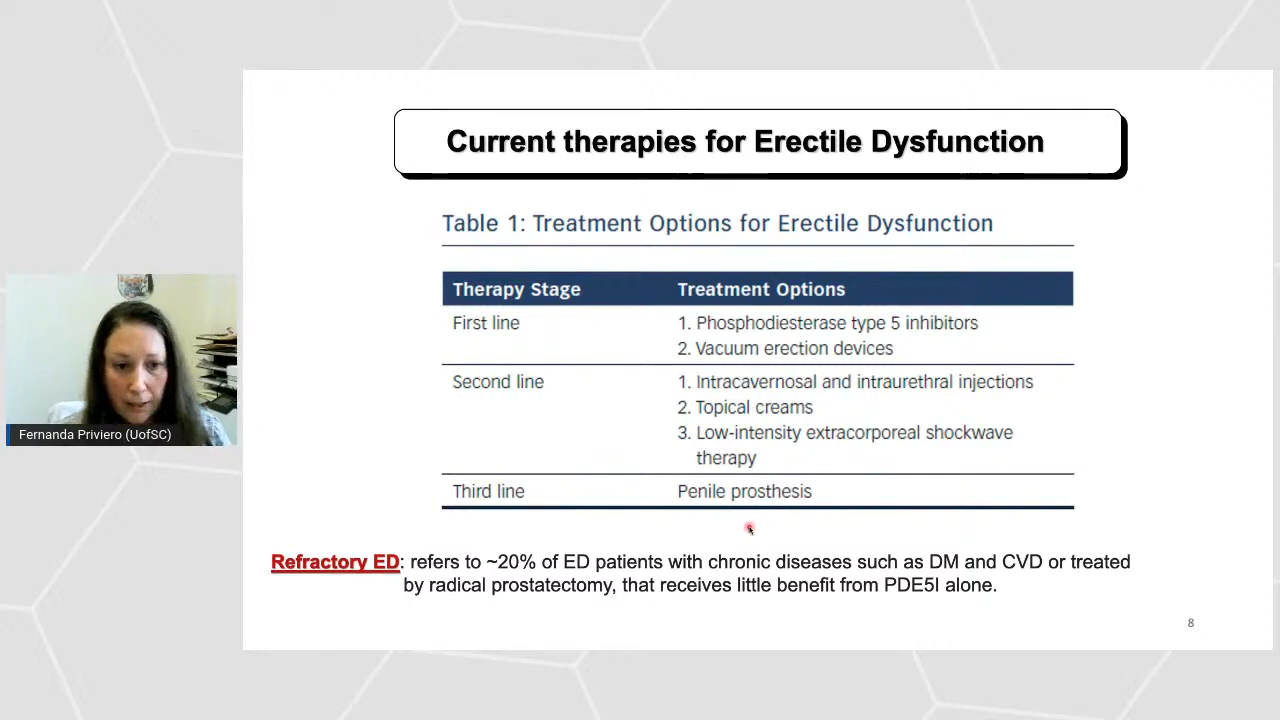 Current therapies for Erectile Dysfunction
Table 1: Treatment Options for Erectile Dysfunction
Therapy Stage Treatment Options
First line 1. Phosphodiesterase type 5 inhibitors
2. Vacuum erection devices
Second line 1. Intracavernosal and intraurethral injections
2. Topical creams
3. Low-intensity extracorporeal shockwave
therapy
Third line Penile prosthesis
Refractory ED: refers to ~20% of ED patients with chronic diseases such as DM and CVD or treated
by radical prostatectomy, that receives little benefit from PDE5I alone.
8
Fernanda Priviero (UofSC)